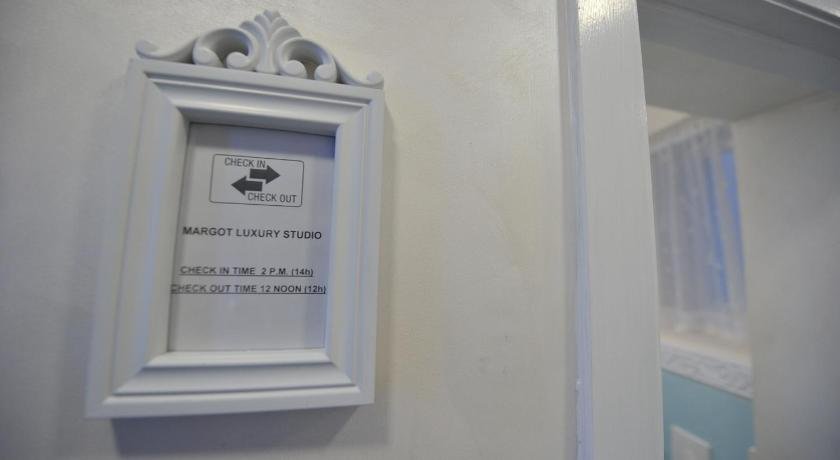 CHECK IN
CHECK OUT
MARGOT LUXURY STUDIO
CHECK IN TIME 2 P.M. (14h)
CHECK OUT TIME 12 NOON (12h)